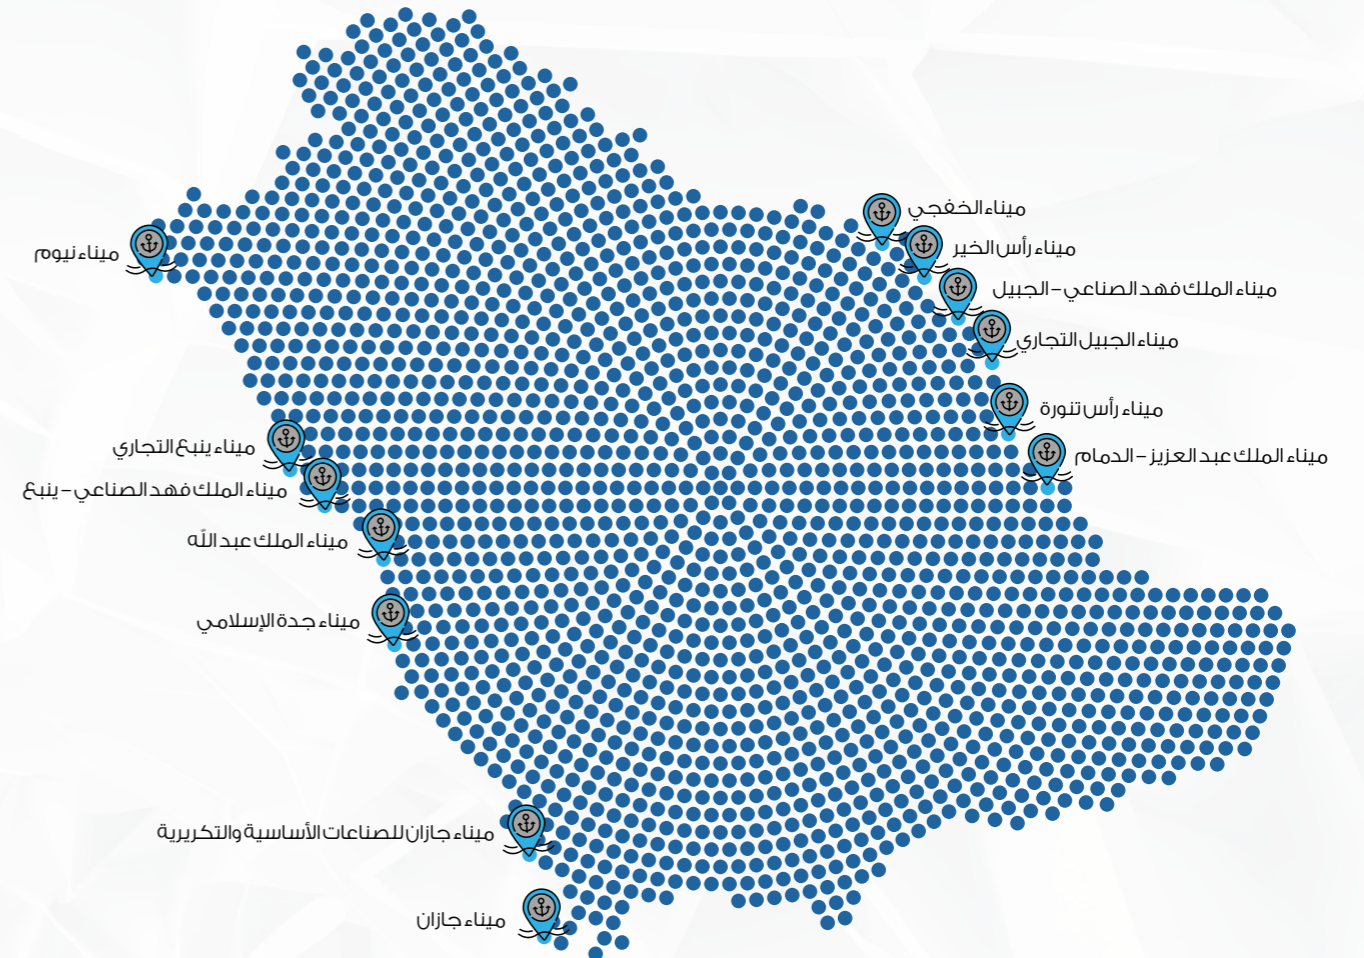 ميناء الخفجي
ميناء رأس الخير
ميناء نيوم
ميناء الملك فهد الصناعي – الجبيل
ميناء الجبيل التجاري
ميناء رأس تنورة
ميناء ينبع التجاري
ميناء الملك عبد العزيز – الدمام
ميناء الملك فهد الصناعي – ينبع
ميناء الملك عبد الله
ميناء جدة الإسلامي
ميناء جازان للصناعات الأساسية والتكريرية
ميناء جازان